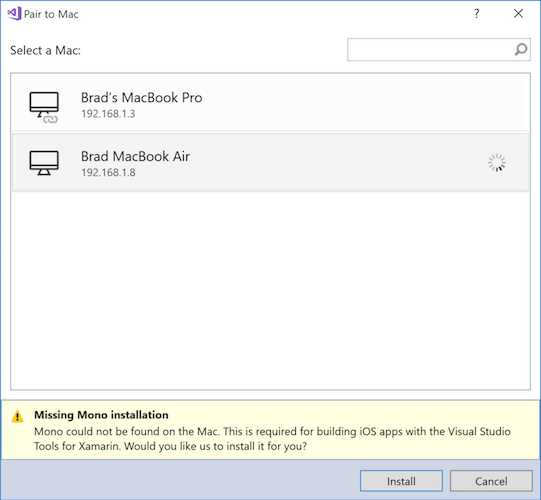 Pair to Mac
?
Select a Mac:
Brad's MacBook Pro
192.168.1.3
Brad MacBook Air
192.168.1.8
Missing Mono installation
Mono could not be found on the Mac. This is required for building iOS apps with the Visual Studio
Tools for Xamarin. Would you like us to install it for you?
Install
Cancel